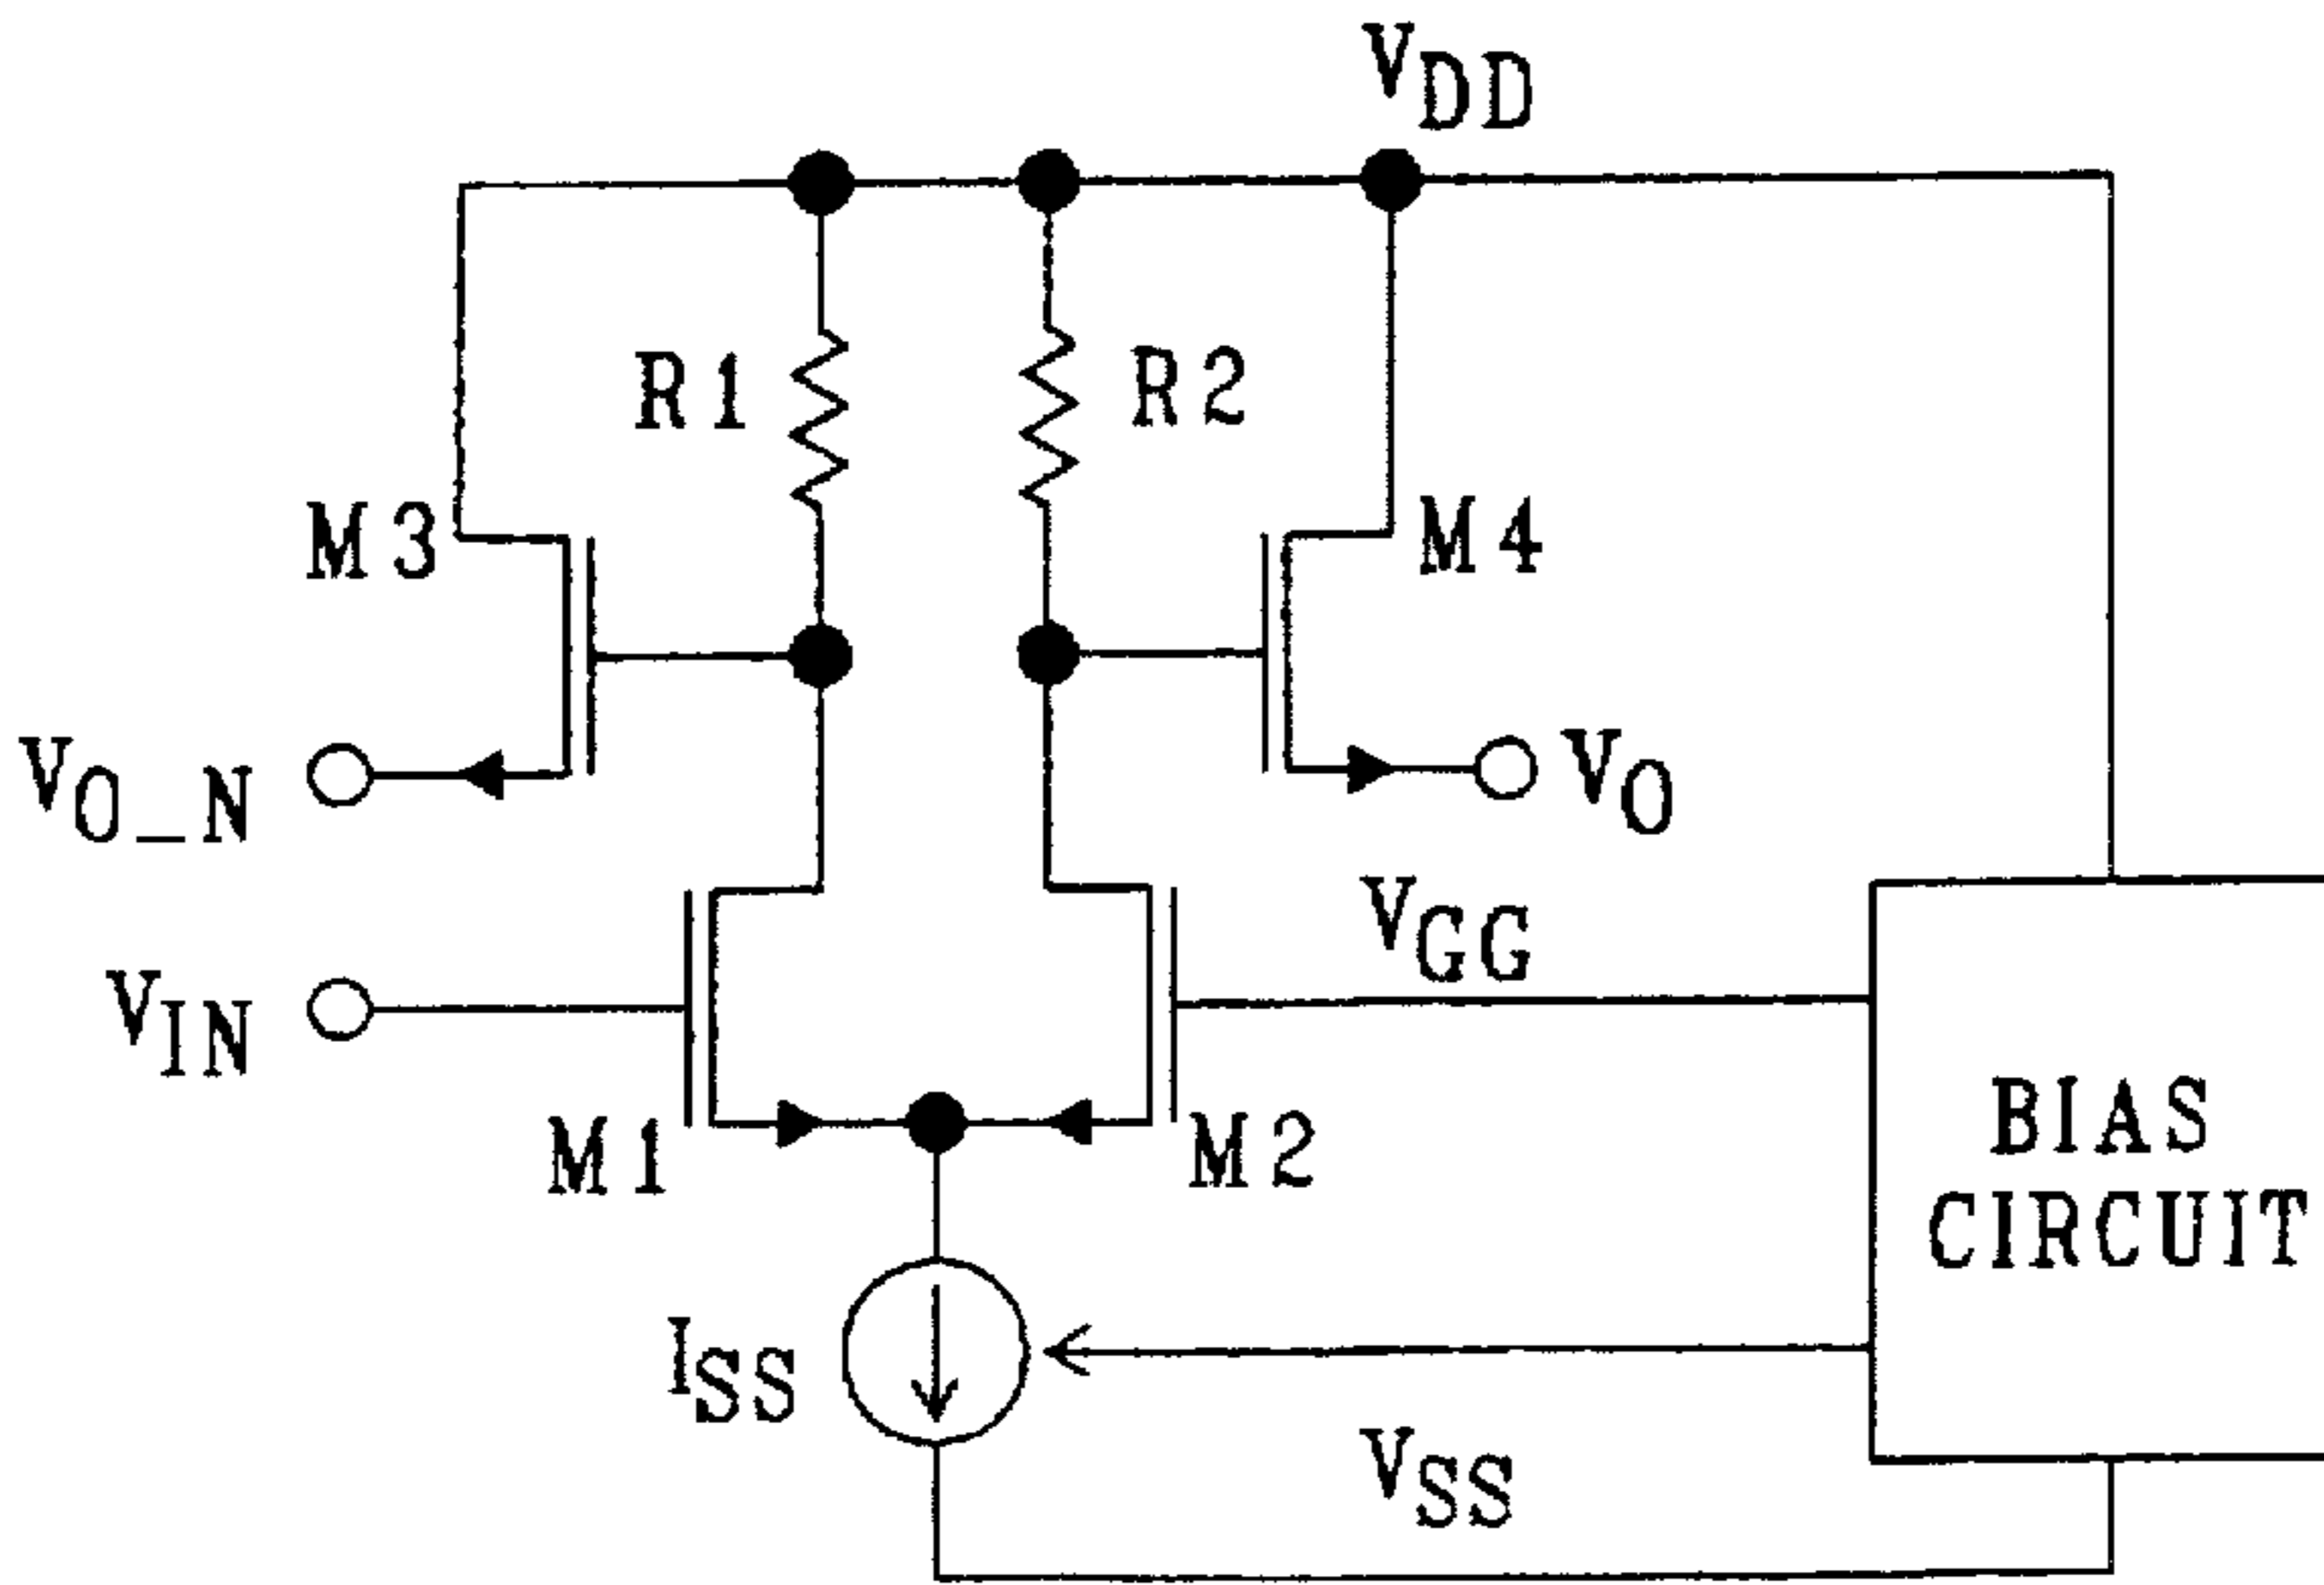 VDD
R1
R2
M3
M4
VO_N
VO
VGG
VIN
BIAS
CIRCUIT
M1
M2
ISS
VSS